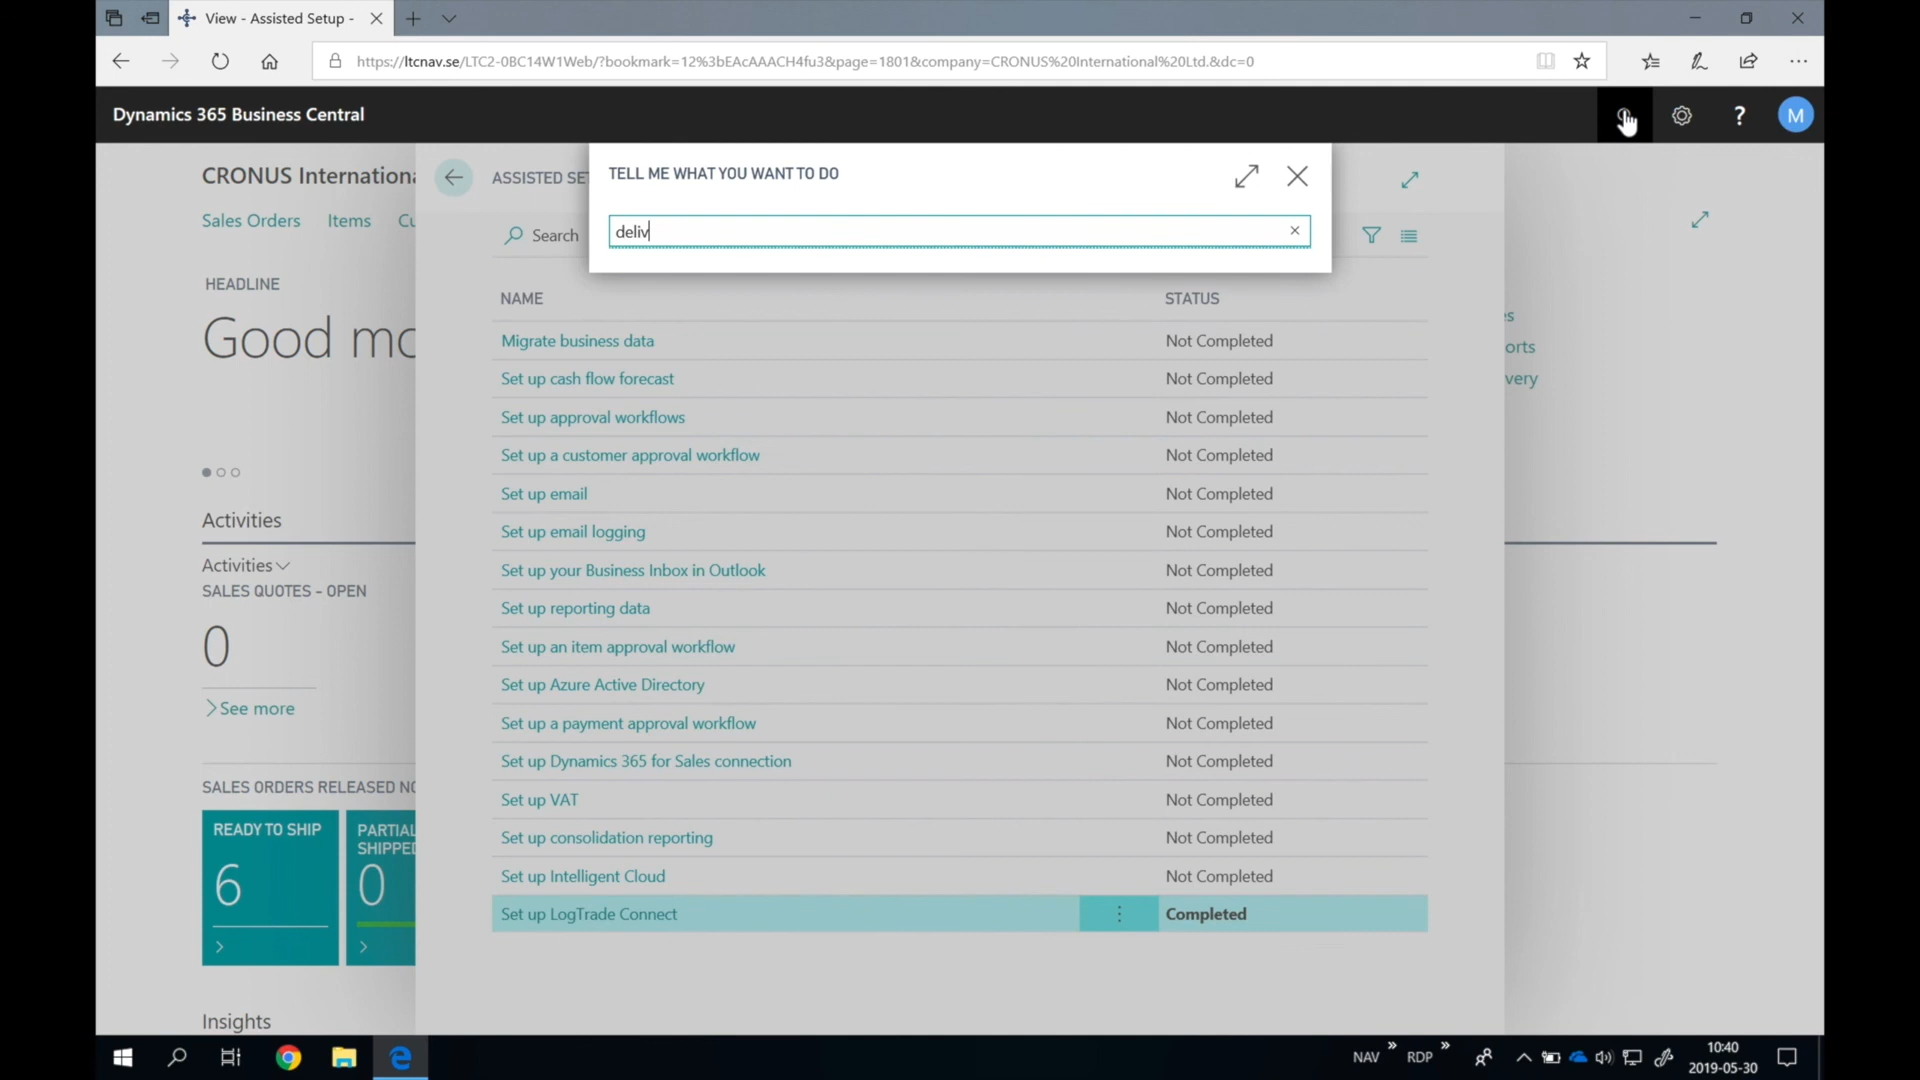 View - Assisted Setup -
https://ltcnav.se/LTC2-0BC14W1Web/?bookmark=12%3bEAcAAACH4fu3&page=1801&company=CRONUS%20International%20Ltd.&dc=0
Dynamics 365 Business Central
?
M
CRONUS Internationa
Sales Orders Items Cu
HEADLINE
Good mo
Activities
Activities
SALES QUOTES - OPEN
0
See more
SALES ORDERS RELEASED NO
READY TO SHIP
6
PARTIAL
SHIPPED
0
Insights
ASSISTED SE
Search
TELL ME WHAT YOU WANT TO DO
deliv
NAME STATUS
Migrate business data Not Completed
Set up cash flow forecast Not Completed
Set up approval workflows Not Completed
Set up a customer approval workflow Not Completed
Set up email Not Completed
Set up email logging Not Completed
Set up your Business Inbox in Outlook Not Completed
Set up reporting data Not Completed
Set up an item approval workflow Not Completed
Set up Azure Active Directory Not Completed
Set up a payment approval workflow Not Completed
Set up Dynamics 365 for Sales connection Not Completed
Set up VAT Not Completed
Set up consolidation reporting Not Completed
Set up Intelligent Cloud Not Completed
Set up LogTrade Connect Completed
es
orts
very
NAV RDP
10:40
2019-05-30